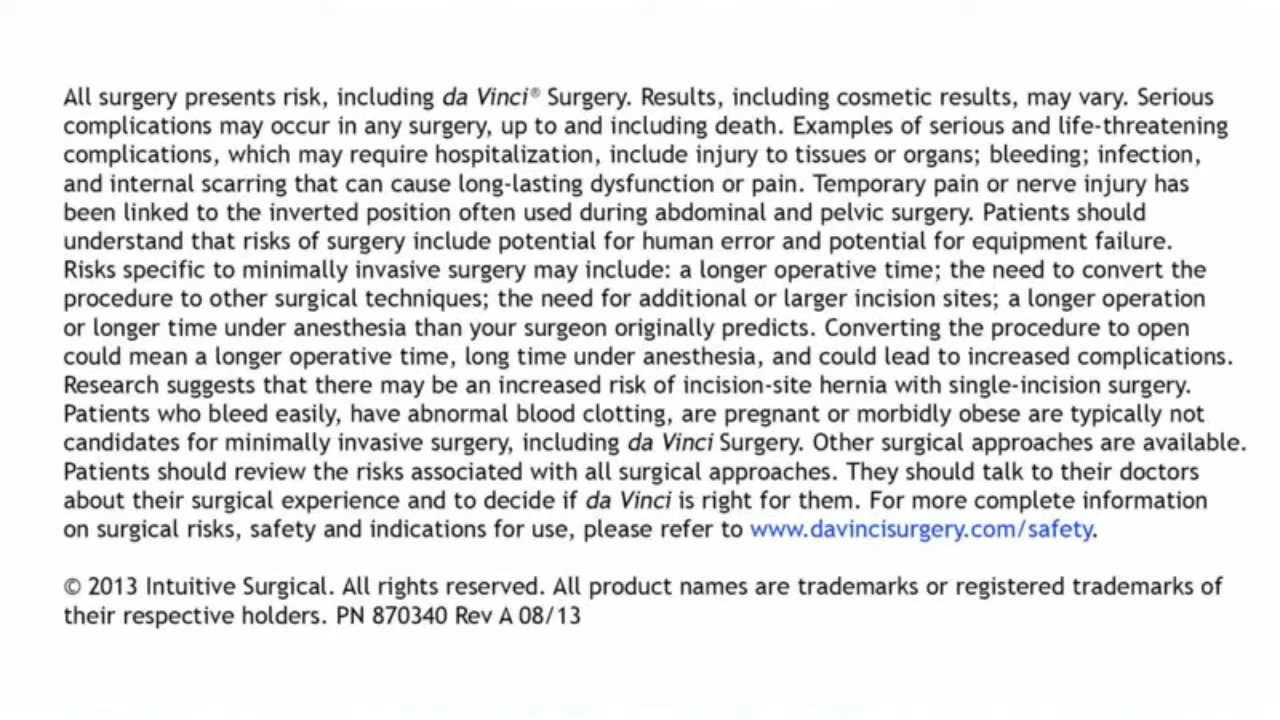 All surgery presents risk, including da Vinci® Surgery. Results, including cosmetic results, may vary. Serious
complications may occur in any surgery, up to and including death. Examples of serious and life-threatening
complications, which may require hospitalization, include injury to tissues or organs; bleeding; infection,
and internal scarring that can cause long-lasting dysfunction or pain. Temporary pain or nerve injury has
been linked to the inverted position often used during abdominal and pelvic surgery. Patients should
understand that risks of surgery include potential for human error and potential for equipment failure.
Risks specific to minimally invasive surgery may include: a longer operative time; the need to convert the
procedure to other surgical techniques; the need for additional or larger incision sites; a longer operation
or longer time under anesthesia than your surgeon originally predicts. Converting the procedure to open
could mean a longer operative time, long time under anesthesia, and could lead to increased complications.
Research suggests that there may be an increased risk of incision-site hernia with single-incision surgery.
Patients who bleed easily, have abnormal blood clotting, are pregnant or morbidly obese are typically not
candidates for minimally invasive surgery, including da Vinci Surgery. Other surgical approaches are available.
Patients should review the risks associated with all surgical approaches. They should talk to their doctors
about their surgical experience and to decide if da Vinci is right for them. For more complete information
on surgical risks, safety and indications for use, please refer to www.davincisurgery.com/safety.
© 2013 Intuitive Surgical. All rights reserved. All product names are trademarks or registered trademarks of
their respective holders. PN 870340 Rev A 08/13